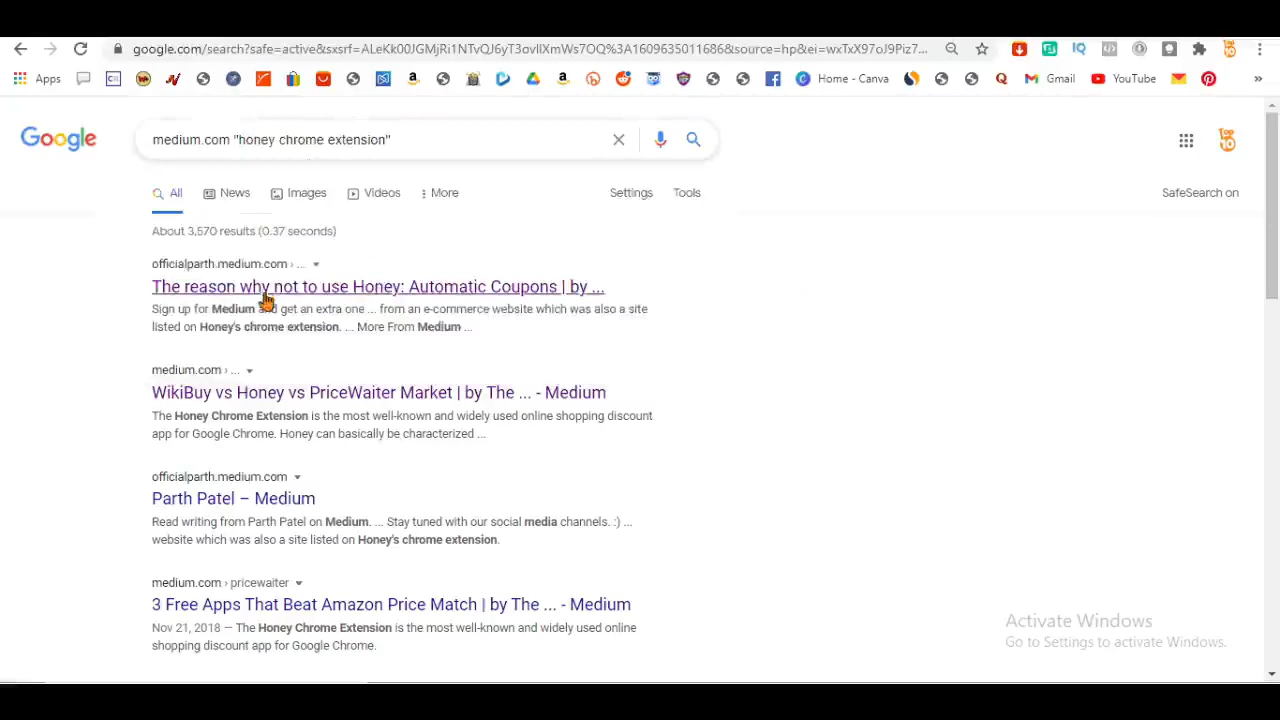 google.com/search?safe=active&sxsrf=ALeKk00JGMjRi1NTvQJ6yT3ovIlXmWs7OQ%3A1609635011686&source=hp&ei=wxTxX97oJ9Piz7...
Apps
Home - Canva
Gmail
YouTube
»
Google
medium.com "honey chrome extension"
All
News
Images
Videos
More
Settings
Tools
SafeSearch on
About 3,570 results (0.37 seconds)
officialparth.medium.com › ...
The reason why not to use Honey: Automatic Coupons | by ...
Sign up for Medium and get an extra one ... from an e-commerce website which was also a site
listed on Honey's chrome extension. ... More From Medium ...
medium.com › ...
WikiBuy vs Honey vs PriceWaiter Market | by The ... - Medium
The Honey Chrome Extension is the most well-known and widely used online shopping discount
app for Google Chrome. Honey can basically be characterized ...
officialparth.medium.com
Parth Patel – Medium
Read writing from Parth Patel on Medium. ... Stay tuned with our social media channels. :) ...
website which was also a site listed on Honey's chrome extension.
medium.com › pricewaiter
3 Free Apps That Beat Amazon Price Match | by The ... - Medium
Nov 21, 2018 — The Honey Chrome Extension is the most well-known and widely used online
shopping discount app for Google Chrome.
Activate Windows
Go to Settings to activate Windows.